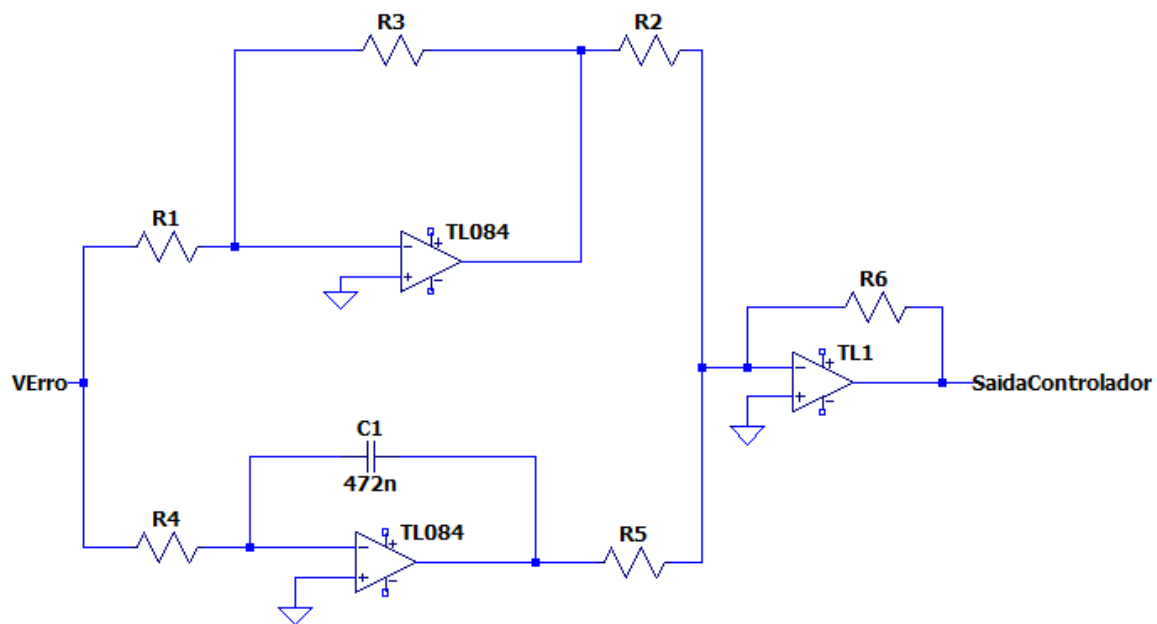 R3
R2
R1
TL084
R6
TL1
VErro
SaidaControlador
C1
472n
R4
TL084
R5